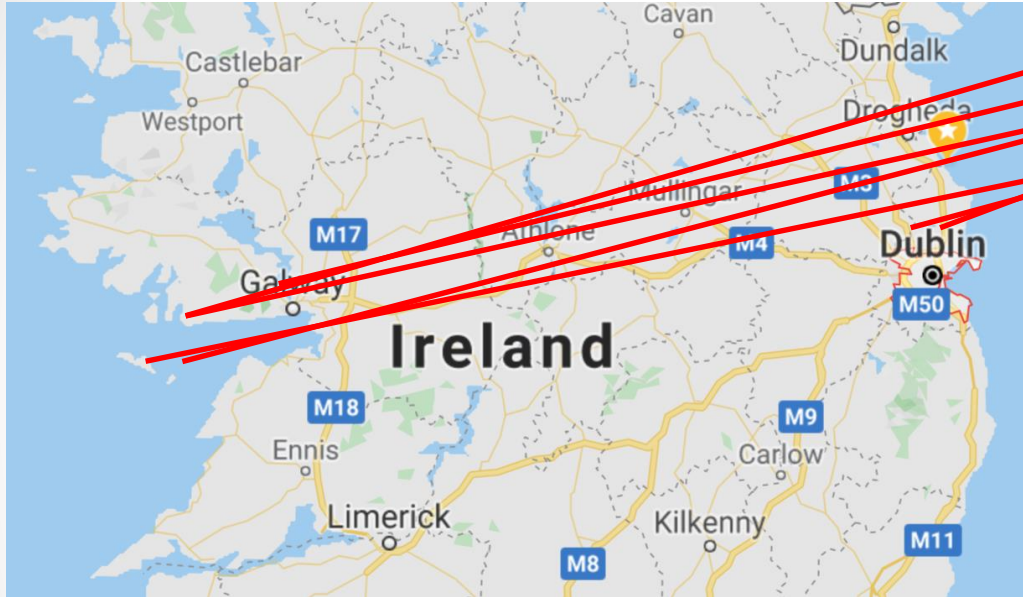 Cavan
Dundalk
Castlebar
Westport
Drogheda
M3
Mullingar
M17
Athlone
M4
Dublin
Galway
M50
Ireland
M18
M9
Ennis
Carlow
Limerick
Kilkenny
M11
M8